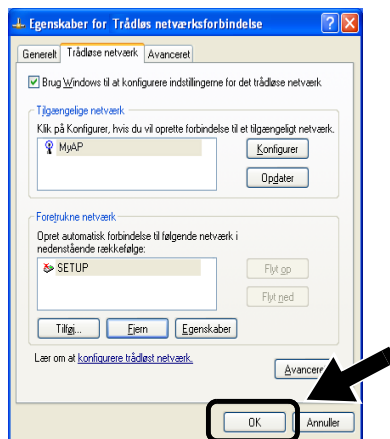 Egenskaber for Trådløs netværksforbindelse
Generelt Trådløse netværk Avanceret
Brug Windows til at konfigurere indstillingerne for det trådløse netværk
Tilgængelige netværk
Klik på Konfigurer, hvis du vil oprette forbindelse til et tilgængeligt netværk.
MyAP
Konfigurer
Opdater
Foretrukne netværk
Opret automatisk forbindelse til følgende netværk i
nedenstående rækkefølge:
SETUP
Flyt op
Flyt ned
Tilføj... Fjern Egenskaber
Lær om at konfigurere trådløst netværk.
OK Annuller